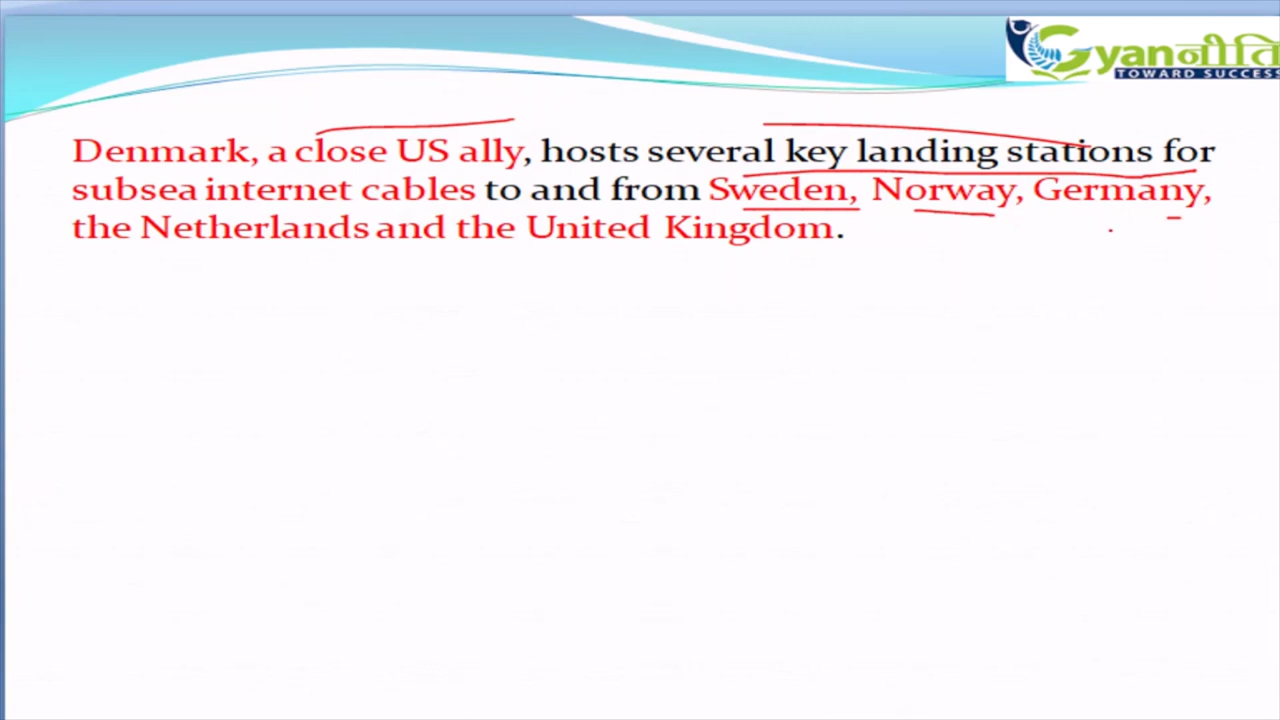 Gyanनीति
TOWARD SUCCESS
Denmark, a close US ally, hosts several key landing stations for
subsea internet cables to and from Sweden, Norway, Germany,
the Netherlands and the United Kingdom.